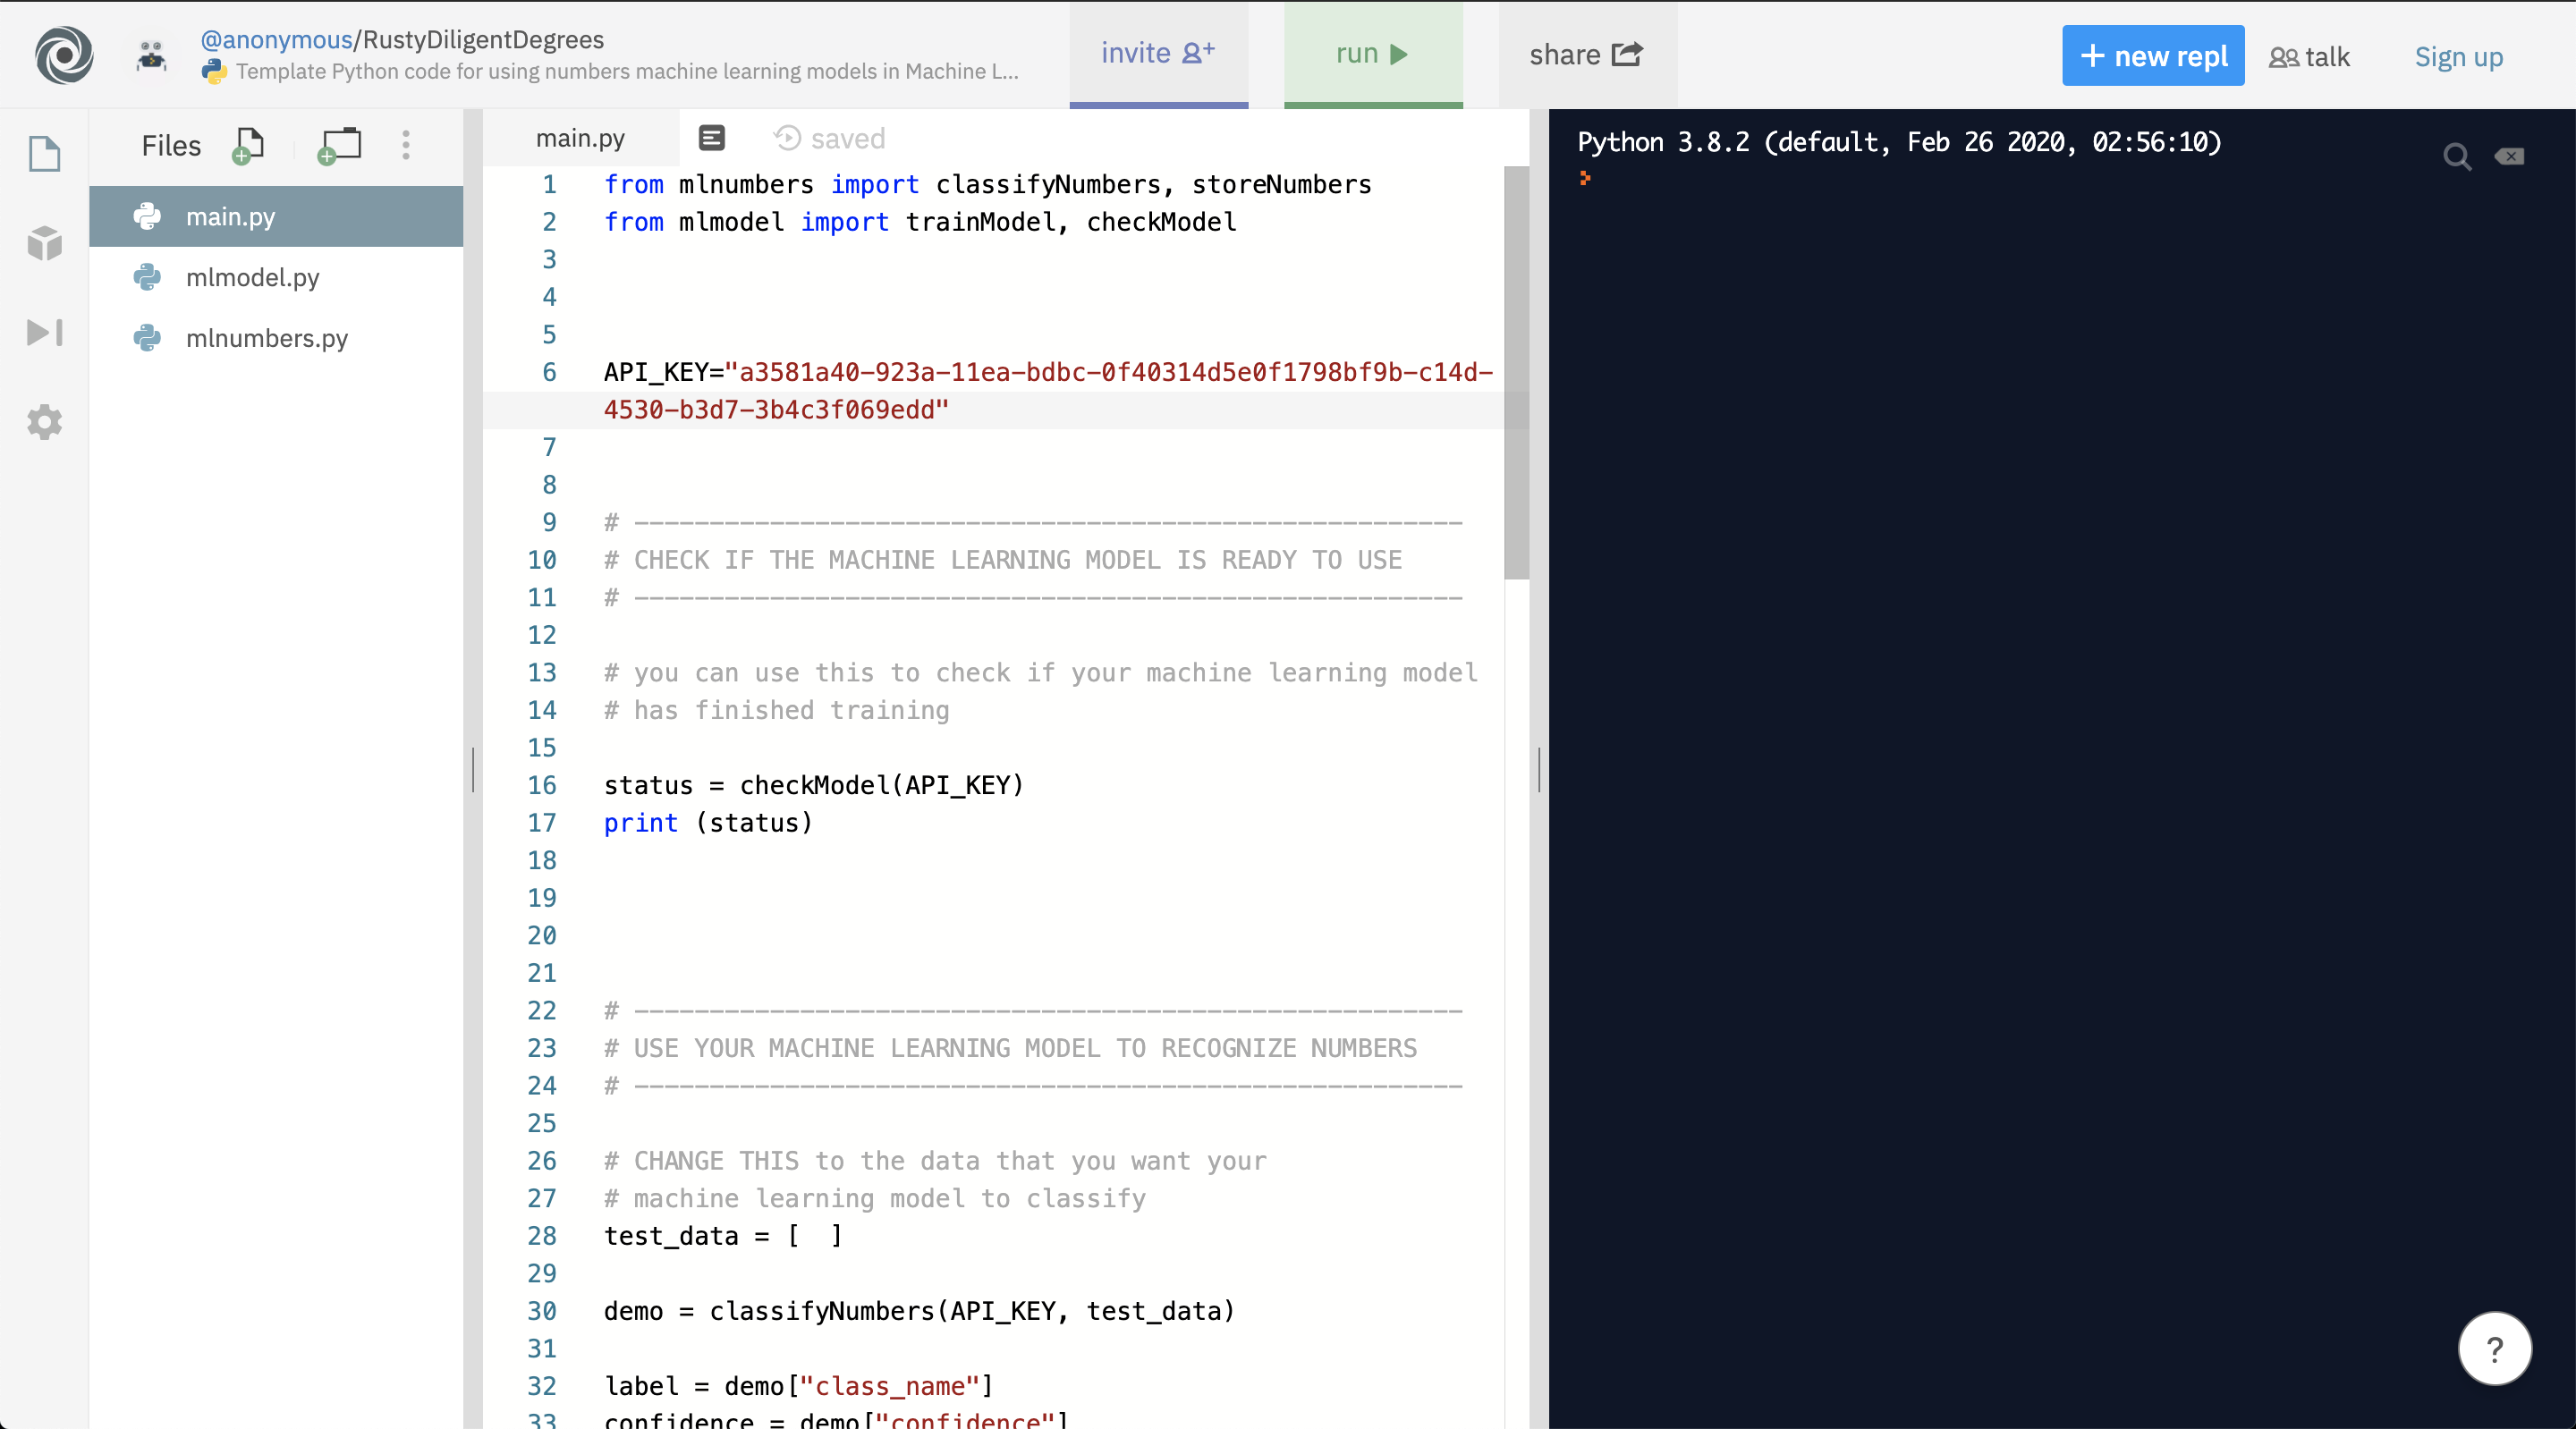 @anonymous/RustyDiligentDegrees
Template Python code for using numbers machine learning models in Machine L...
invite
run
share
+ new repl
talk
Sign up
Files
main.py
mlmodel.py
mlnumbers.py
main.py
saved
1 from mlnumbers import classifyNumbers, storeNumbers
2 from mlmodel import trainModel, checkModel
3
4
5
6 API_KEY="a3581a40-923a-11ea-bdbc-0f40314d5e0f1798bf9b-c14d-
4530-b3d7-3b4c3f069edd"
7
8
9 # -------------------------------------------------------
10 # CHECK IF THE MACHINE LEARNING MODEL IS READY TO USE
11 # -------------------------------------------------------
12
13 # you can use this to check if your machine learning model
14 # has finished training
15
16 status = checkModel(API_KEY)
17 print (status)
18
19
20
21
22 # -------------------------------------------------------
23 # USE YOUR MACHINE LEARNING MODEL TO RECOGNIZE NUMBERS
24 # -------------------------------------------------------
25
26 # CHANGE THIS to the data that you want your
27 # machine learning model to classify
28 test_data = [  ]
29
30 demo = classifyNumbers(API_KEY, test_data)
31
32 label = demo["class_name"]
33 confidence = demo["confidence"]
Python 3.8.2 (default, Feb 26 2020, 02:56:10)
?